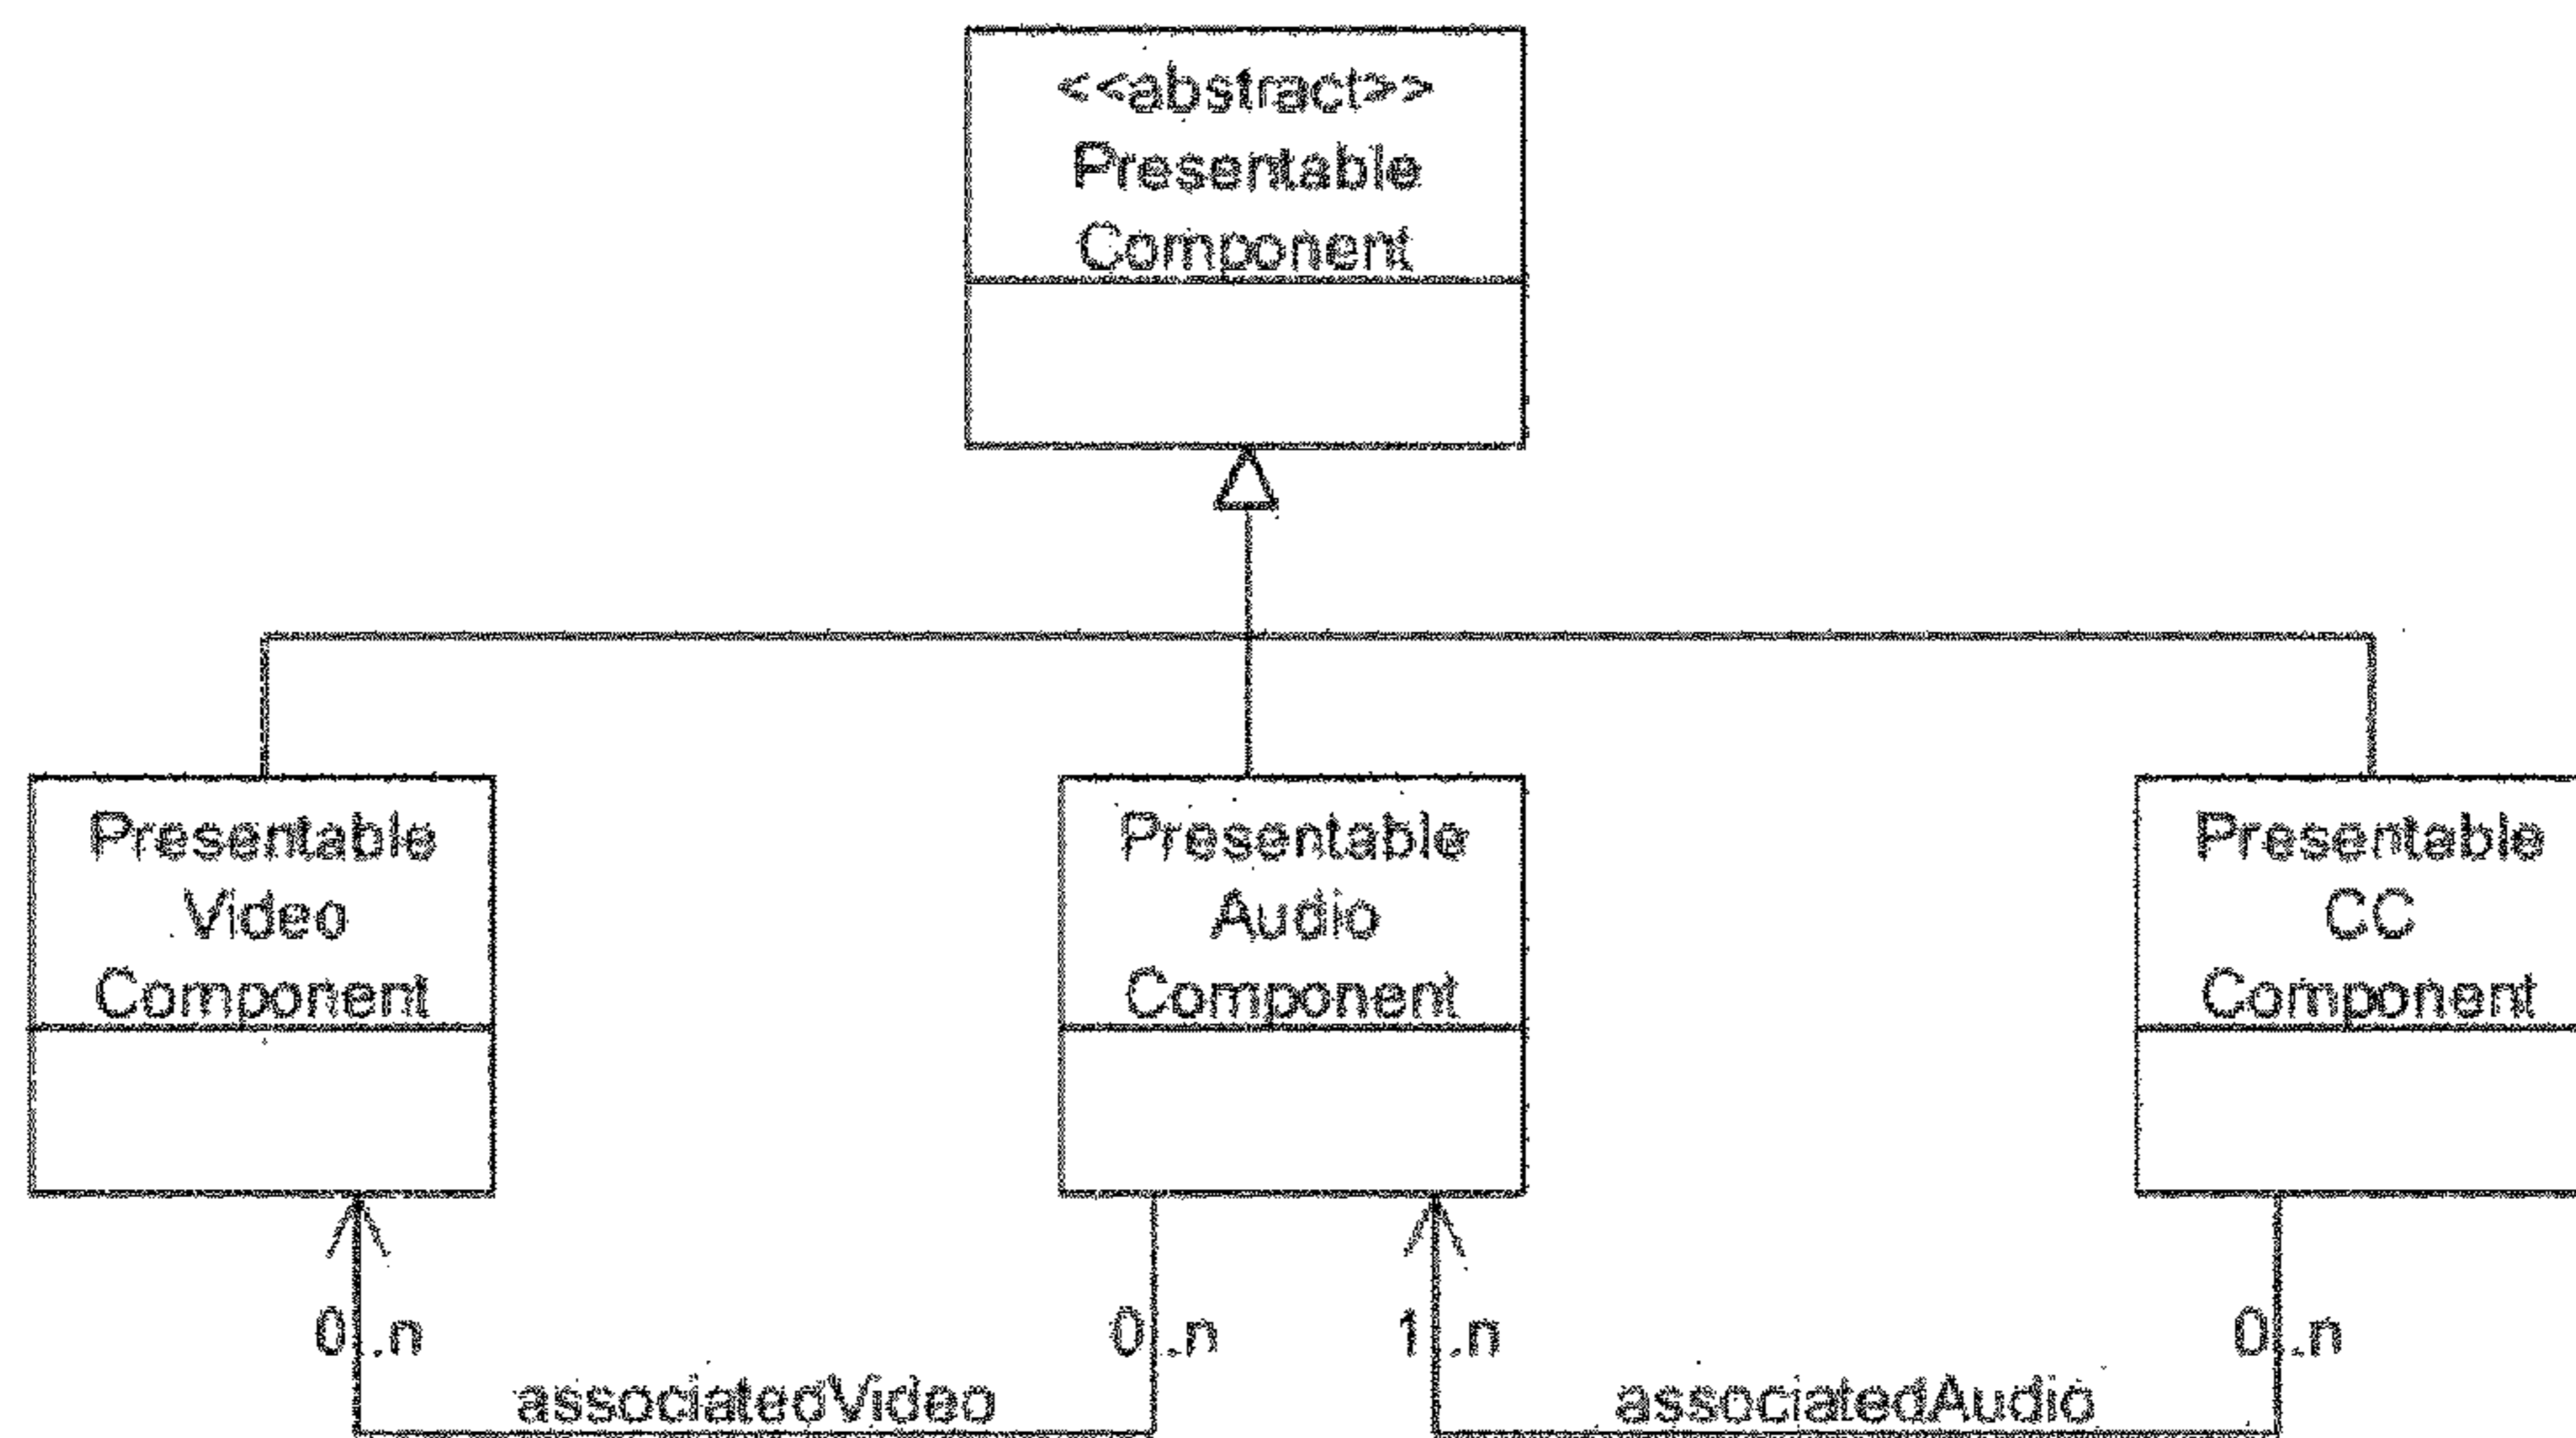 <<abstract>>
Presentable
Component
Presentable
Video
Component
Presentable
Audio
Component
Presentable
CC
Component
0..n
0..n
1..n
0..n
associatedVideo
associatedAudio